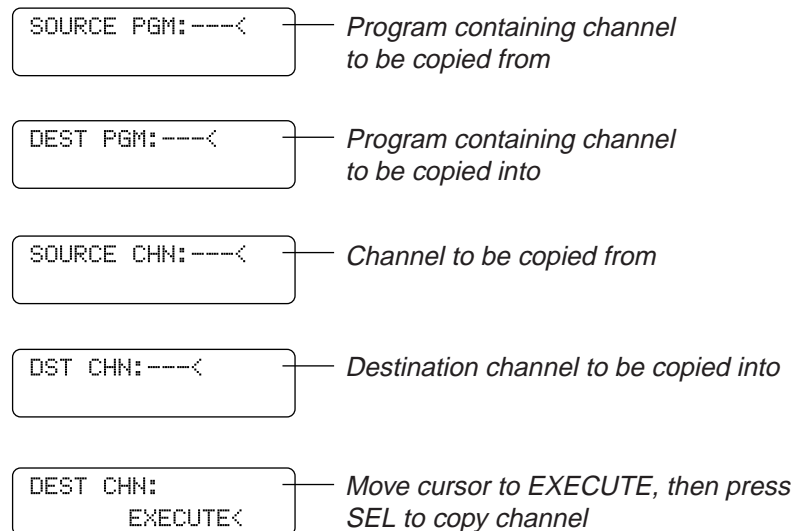 SOURCE PGM:---<
Program containing channel
to be copied from
DEST PGM:---<
Program containing channel
to be copied into
SOURCE CHN:---<
Channel to be copied from
DST CHN:---<
Destination channel to be copied into
DEST CHN:
EXECUTE<
Move cursor to EXECUTE, then press
SEL to copy channel